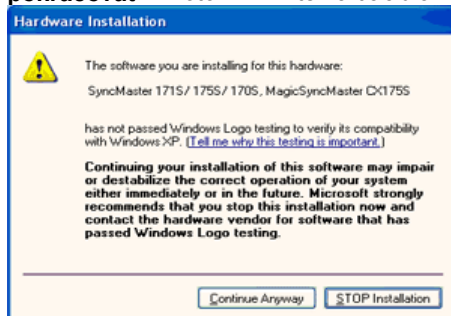 Hardware Installation
The software you are installing for this hardware:
SyncMaster 171S/ 175S/ 170S, MagicSyncMaster CX175S
has not passed Windows Logo testing to verify its compatibility
with Windows XP. (Tell me why this testing is important.)
Continuing your installation of this software may impair
or destabilize the correct operation of your system
either immediately or in the future. Microsoft strongly
recommends that you stop this installation now and
contact the hardware vendor for software that has
passed Windows Logo testing.
Continue Anyway STOP Installation